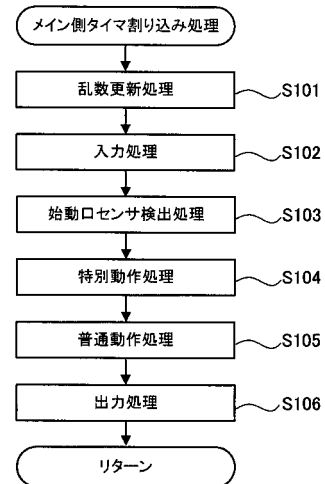 メイン側タイマ割り込み処理
乱数更新処理
S101
入力処理
S102
始動口センサ検出処理
S103
特別動作処理
S104
普通動作処理
S105
出力処理
S106
リターン